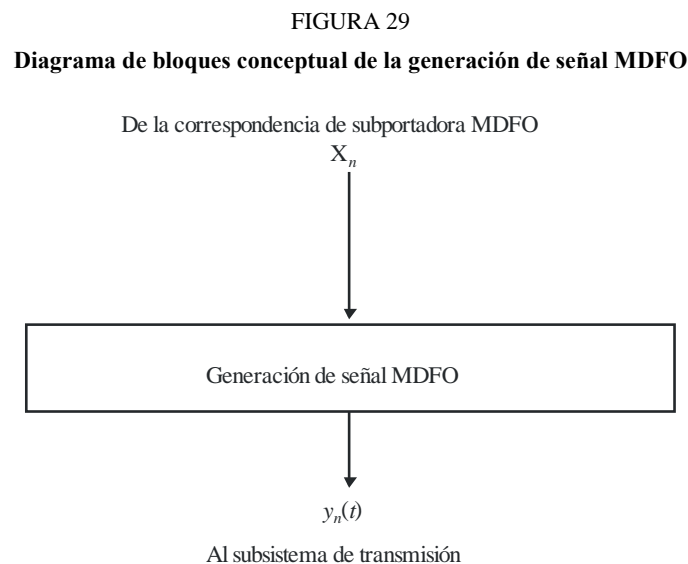 FIGURA 29
Diagrama de bloques conceptual de la generación de señal MDFO
De la correspondencia de subportadora MDFO
Xn
Generación de señal MDFO
yn(t)
Al subsistema de transmisión